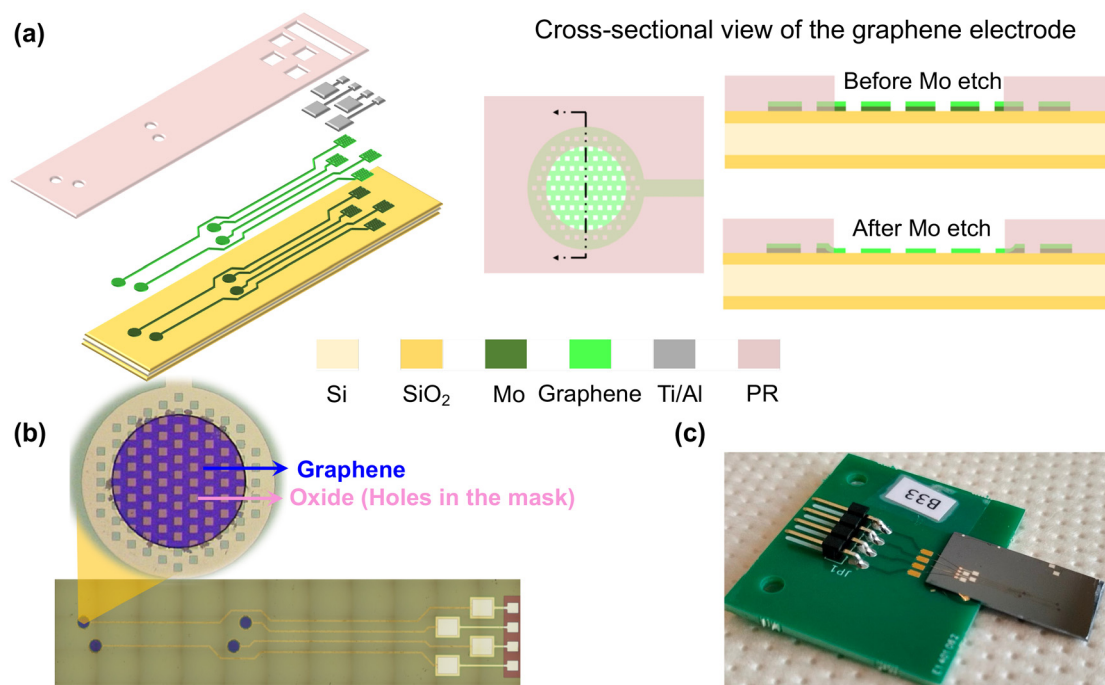 (a)
Cross-sectional view of the graphene electrode
Before Mo etch
After Mo etch
Si
SiO₂
Mo
Graphene
Ti/Al
PR
(b)
Graphene
Oxide (Holes in the mask)
(c)
B33
JP1